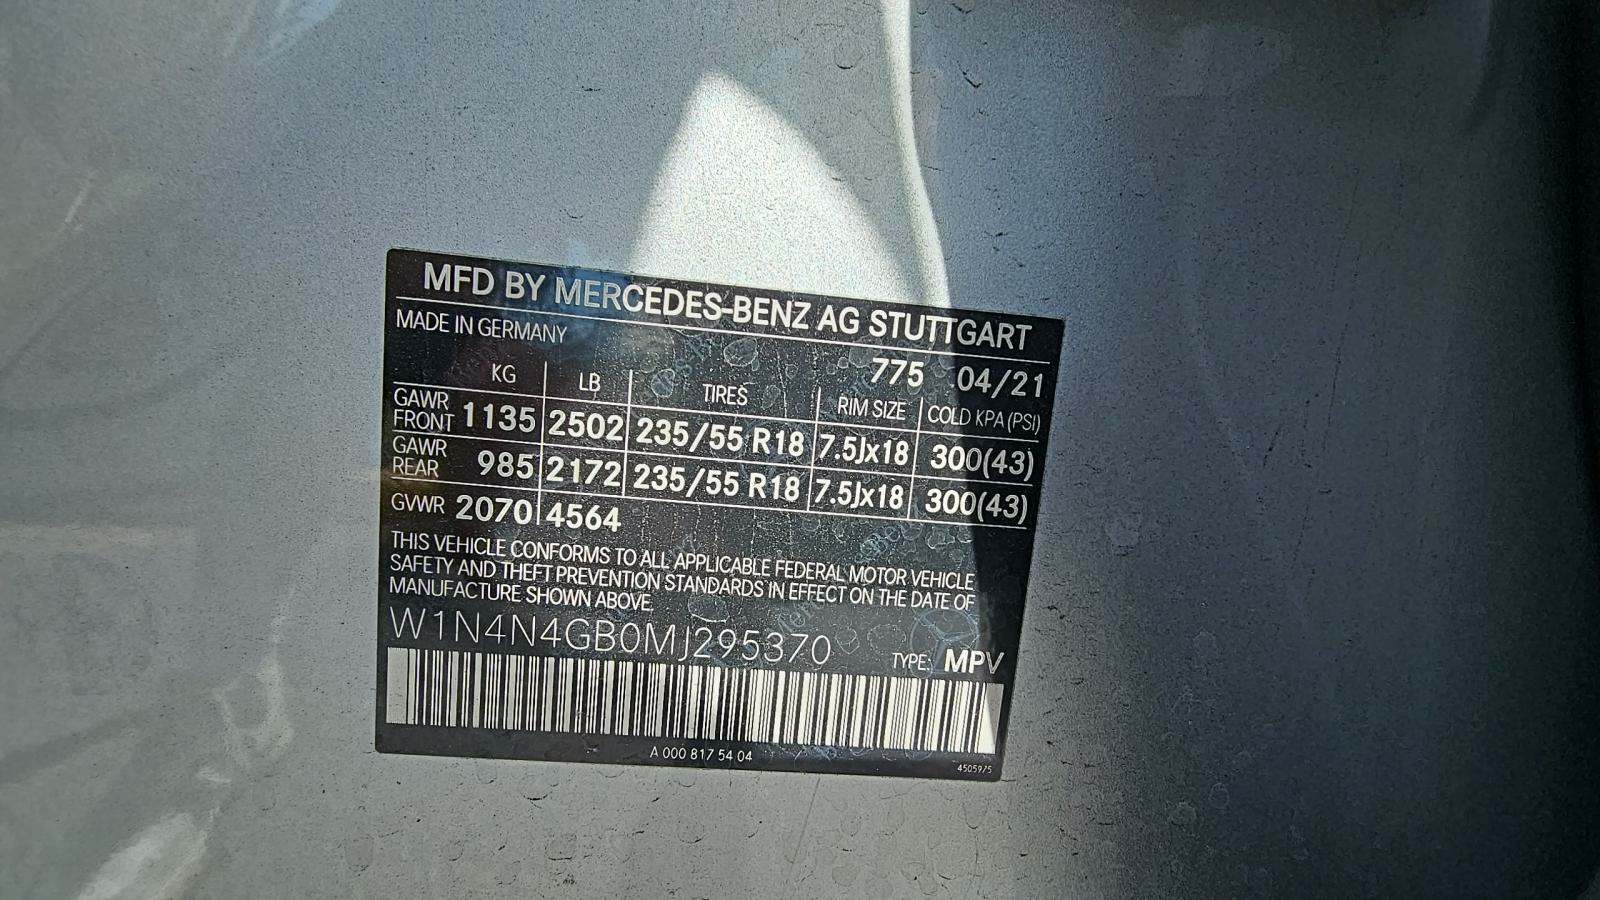 MFD BY MERCEDES-BENZ AG STUTTGART
MADE IN GERMANY
775 04/21
KG LB TIRES RIM SIZE COLD KPA (PSI)
GAWR FRONT 1135 2502 235/55 R18 7.5Jx18 300(43)
GAWR REAR 985 2172 235/55 R18 7.5Jx18 300(43)
GVWR 2070 4564
THIS VEHICLE CONFORMS TO ALL APPLICABLE FEDERAL MOTOR VEHICLE
SAFETY AND THEFT PREVENTION STANDARDS IN EFFECT ON THE DATE OF
MANUFACTURE SHOWN ABOVE.
W1N4N4GB0MJ295370
TYPE: MPV
A 000 817 54 04